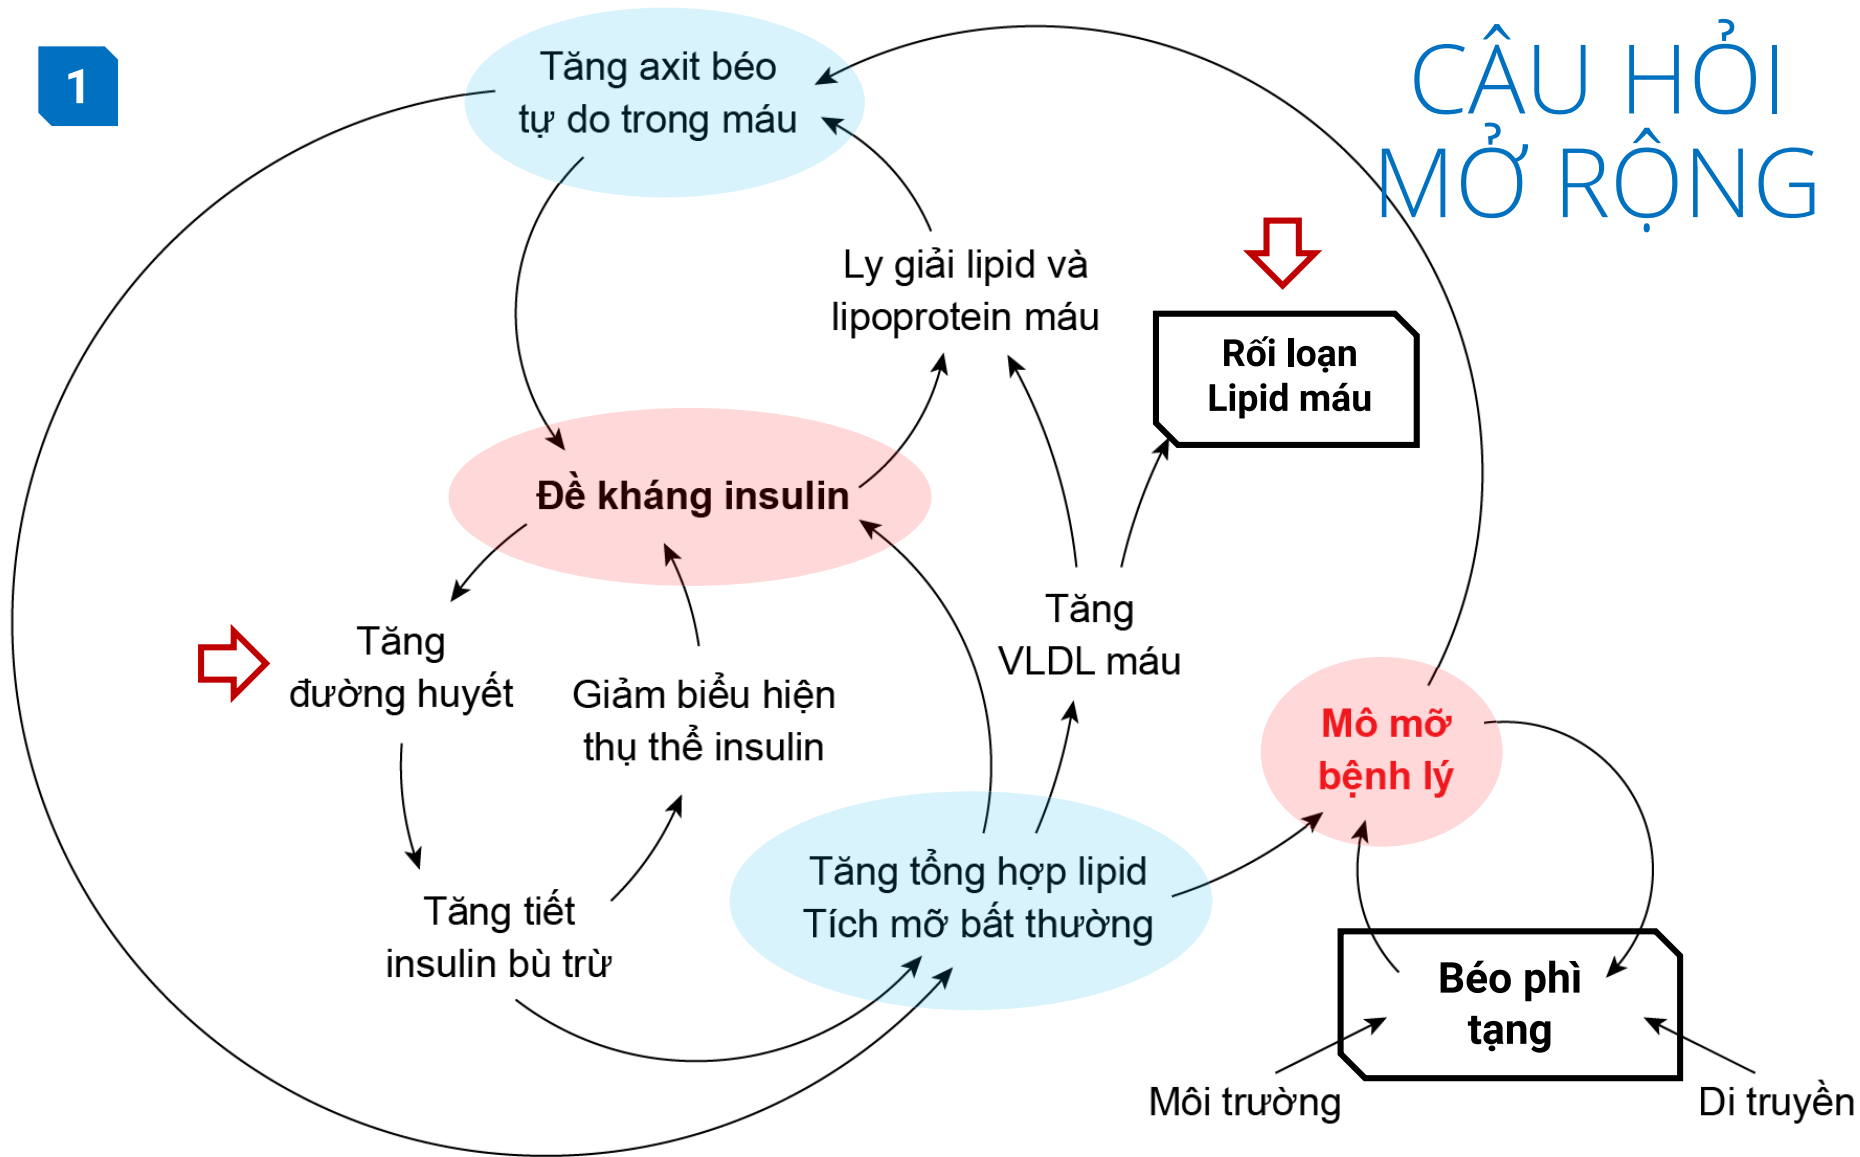 1
CÂU HỎI
MỞ RỘNG
Tăng axit béo
tự do trong máu
Ly giải lipid và
lipoprotein máu
Rối loạn
Lipid máu
Đề kháng insulin
Tăng
đường huyết
Giảm biểu hiện
thụ thể insulin
Tăng
VLDL máu
Mô mỡ
bệnh lý
Tăng tiết
insulin bù trừ
Tăng tổng hợp lipid
Tích mỡ bất thường
Béo phì
tạng
Môi trường
Di truyền